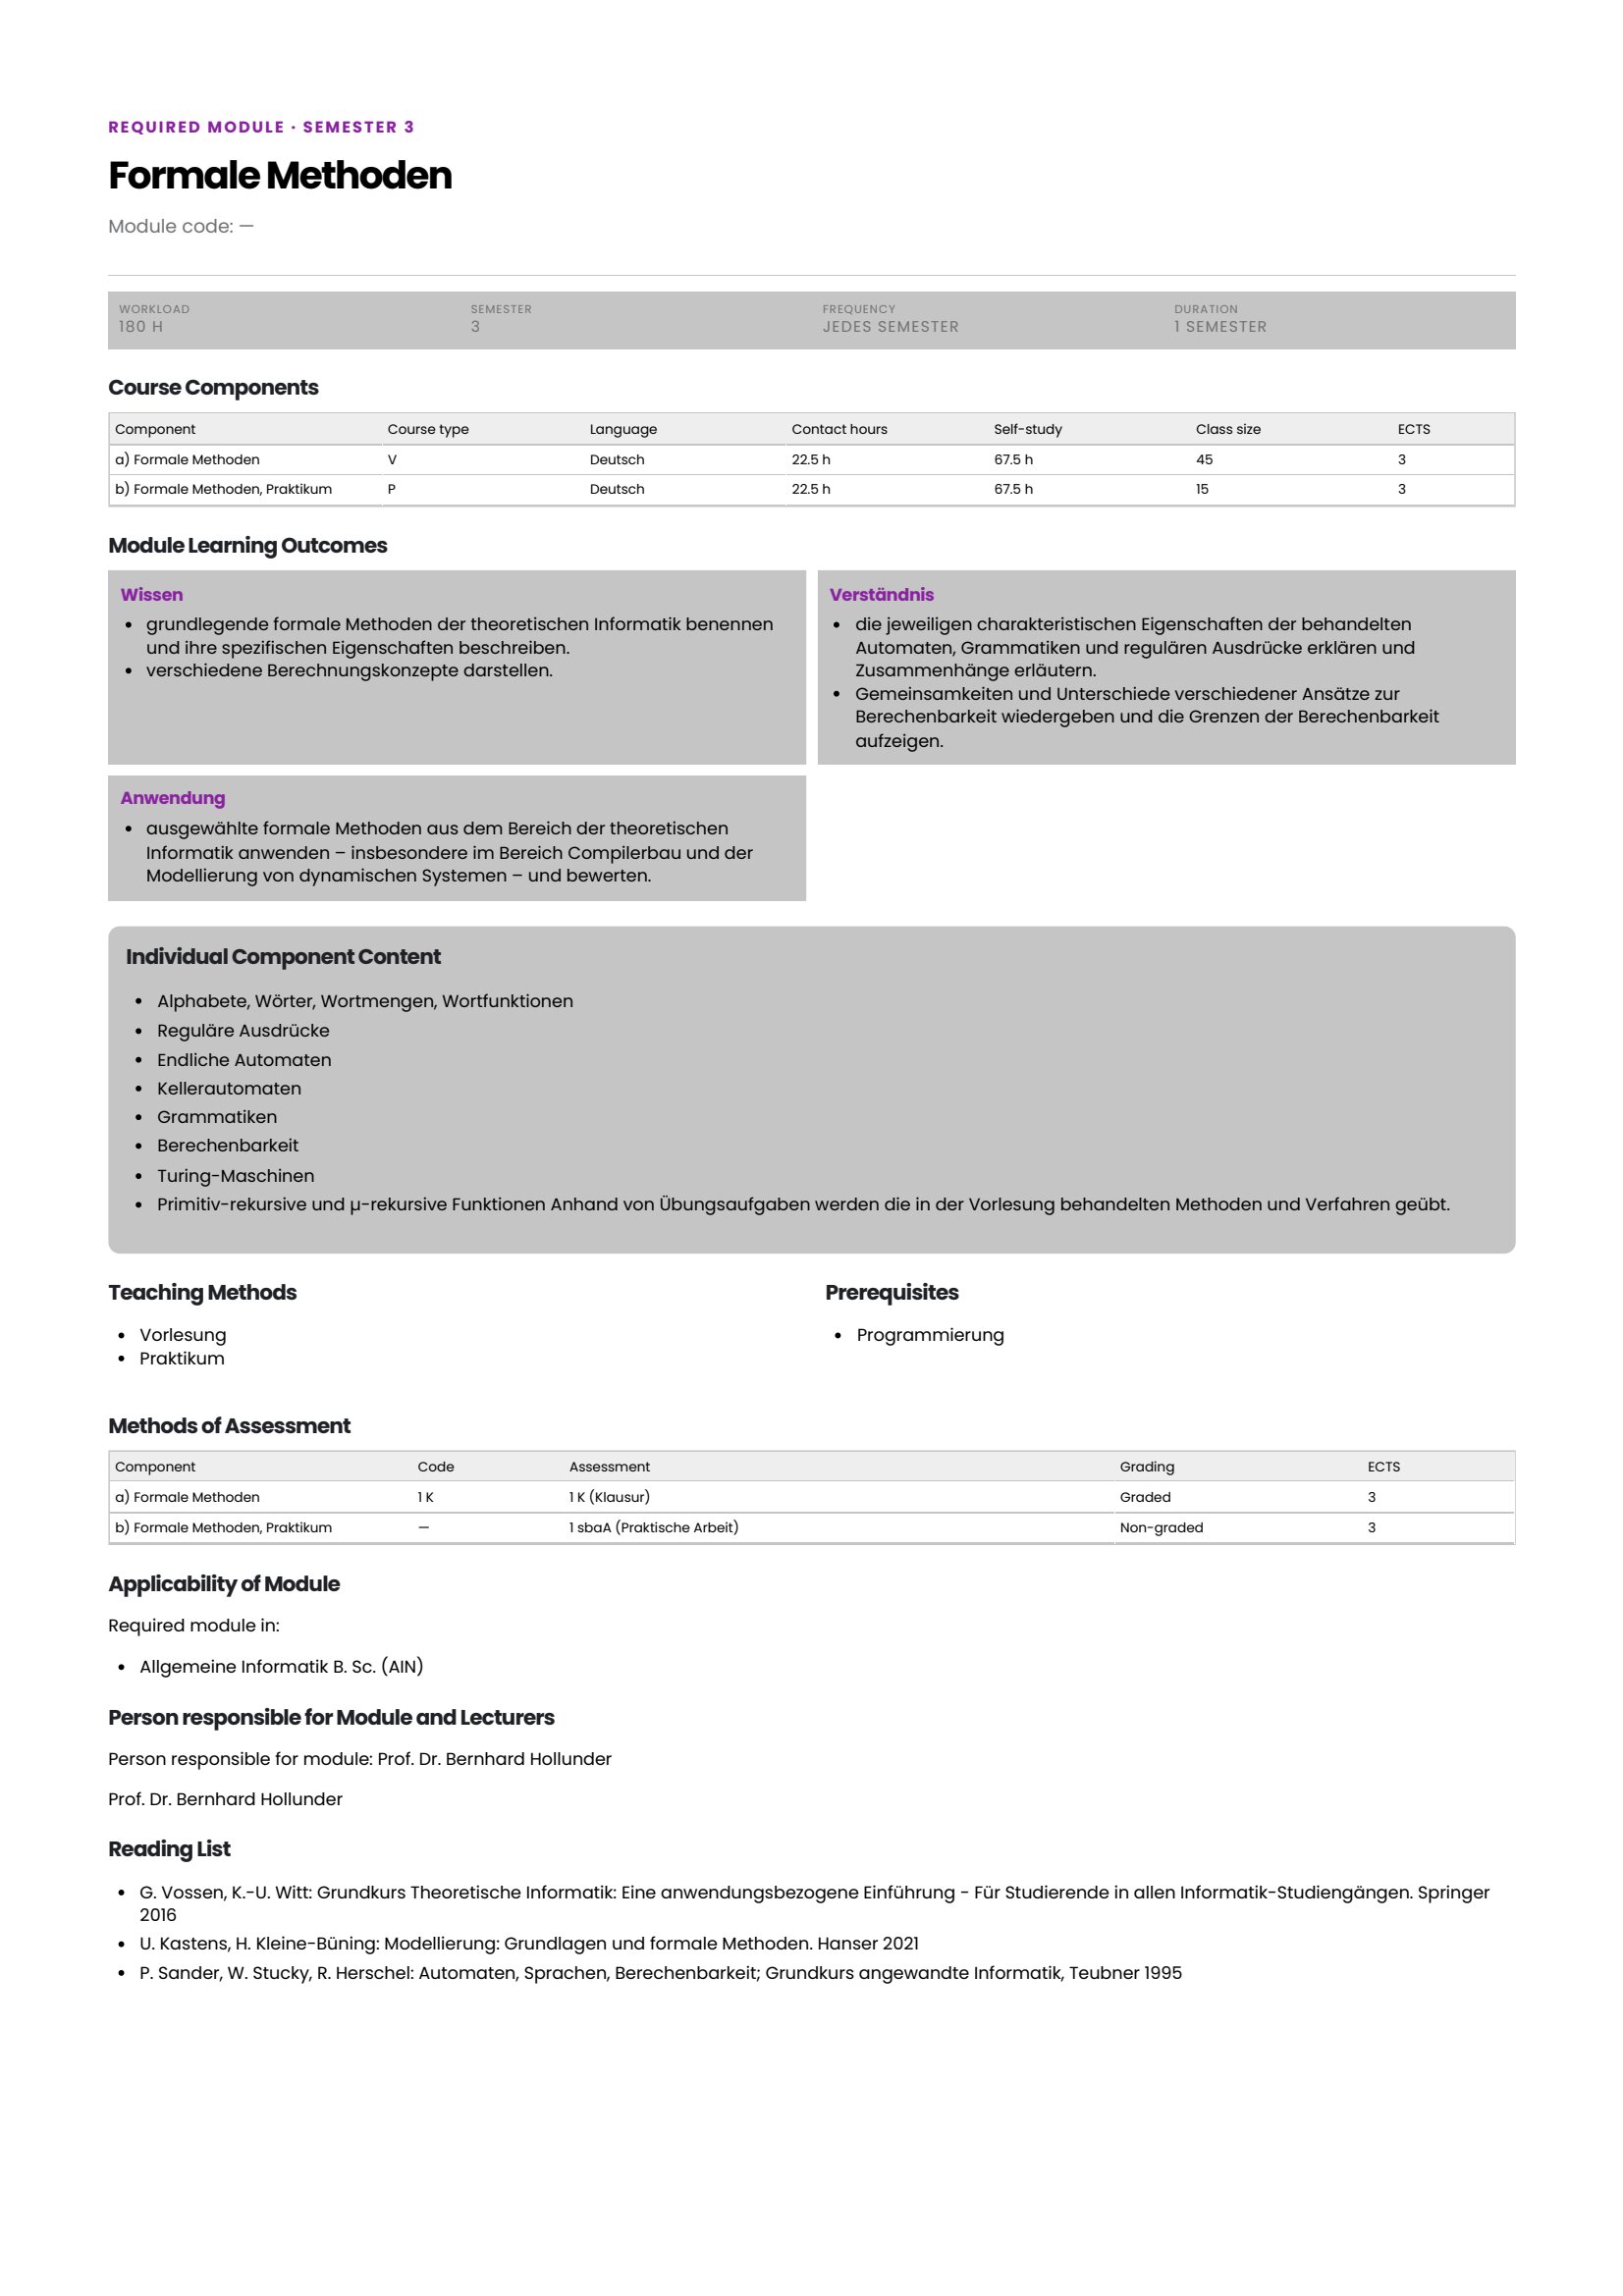 REQUIRED MODULE · SEMESTER 3
Formale Methoden
Module code: —
WORKLOAD SEMESTER FREQUENCY DURATION
180 H 3 JEDES SEMESTER 1 SEMESTER
Course Components
Component Course type Language Contact hours Self-study Class size ECTS
a) Formale Methoden V Deutsch 22.5 h 67.5 h 45 3
b) Formale Methoden, Praktikum P Deutsch 22.5 h 67.5 h 15 3
Module Learning Outcomes
Wissen
• grundlegende formale Methoden der theoretischen Informatik benennen
und ihre spezifischen Eigenschaften beschreiben.
• verschiedene Berechnungskonzepte darstellen.
Verständnis
• die jeweiligen charakteristischen Eigenschaften der behandelten
Automaten, Grammatiken und regulären Ausdrücke erklären und
Zusammenhänge erläutern.
• Gemeinsamkeiten und Unterschiede verschiedener Ansätze zur
Berechenbarkeit wiedergeben und die Grenzen der Berechenbarkeit
aufzeigen.
Anwendung
• ausgewählte formale Methoden aus dem Bereich der theoretischen
Informatik anwenden – insbesondere im Bereich Compilerbau und der
Modellierung von dynamischen Systemen – und bewerten.
Individual Component Content
• Alphabete, Wörter, Wortmengen, Wortfunktionen
• Reguläre Ausdrücke
• Endliche Automaten
• Kellerautomaten
• Grammatiken
• Berechenbarkeit
• Turing-Maschinen
• Primitiv-rekursive und µ-rekursive Funktionen Anhand von Übungsaufgaben werden die in der Vorlesung behandelten Methoden und Verfahren geübt.
Teaching Methods
• Vorlesung
• Praktikum
Prerequisites
• Programmierung
Methods of Assessment
Component Code Assessment Grading ECTS
a) Formale Methoden 1 K 1 K (Klausur) Graded 3
b) Formale Methoden, Praktikum — 1 sbaA (Praktische Arbeit) Non-graded 3
Applicability of Module
Required module in:
• Allgemeine Informatik B. Sc. (AIN)
Person responsible for Module and Lecturers
Person responsible for module: Prof. Dr. Bernhard Hollunder
Prof. Dr. Bernhard Hollunder
Reading List
• G. Vossen, K.-U. Witt: Grundkurs Theoretische Informatik: Eine anwendungsbezogene Einführung - Für Studierende in allen Informatik-Studiengängen. Springer
2016
• U. Kastens, H. Kleine-Büning: Modellierung: Grundlagen und formale Methoden. Hanser 2021
• P. Sander, W. Stucky, R. Herschel: Automaten, Sprachen, Berechenbarkeit; Grundkurs angewandte Informatik, Teubner 1995